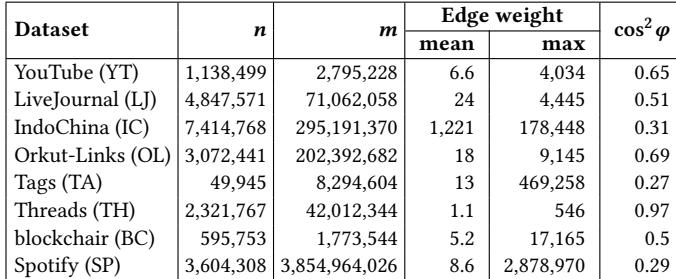 Dataset n m Edge weight cos² φ
mean max
YouTube (YT) 1,138,499 2,795,228 6.6 4,034 0.65
LiveJournal (LJ) 4,847,571 71,062,058 24 4,445 0.51
IndoChina (IC) 7,414,768 295,191,370 1,221 178,448 0.31
Orkut-Links (OL) 3,072,441 202,392,682 18 9,145 0.69
Tags (TA) 49,945 8,294,604 13 469,258 0.27
Threads (TH) 2,321,767 42,012,344 1.1 546 0.97
blockchair (BC) 595,753 1,773,544 5.2 17,165 0.5
Spotify (SP) 3,604,308 3,854,964,026 8.6 2,878,970 0.29